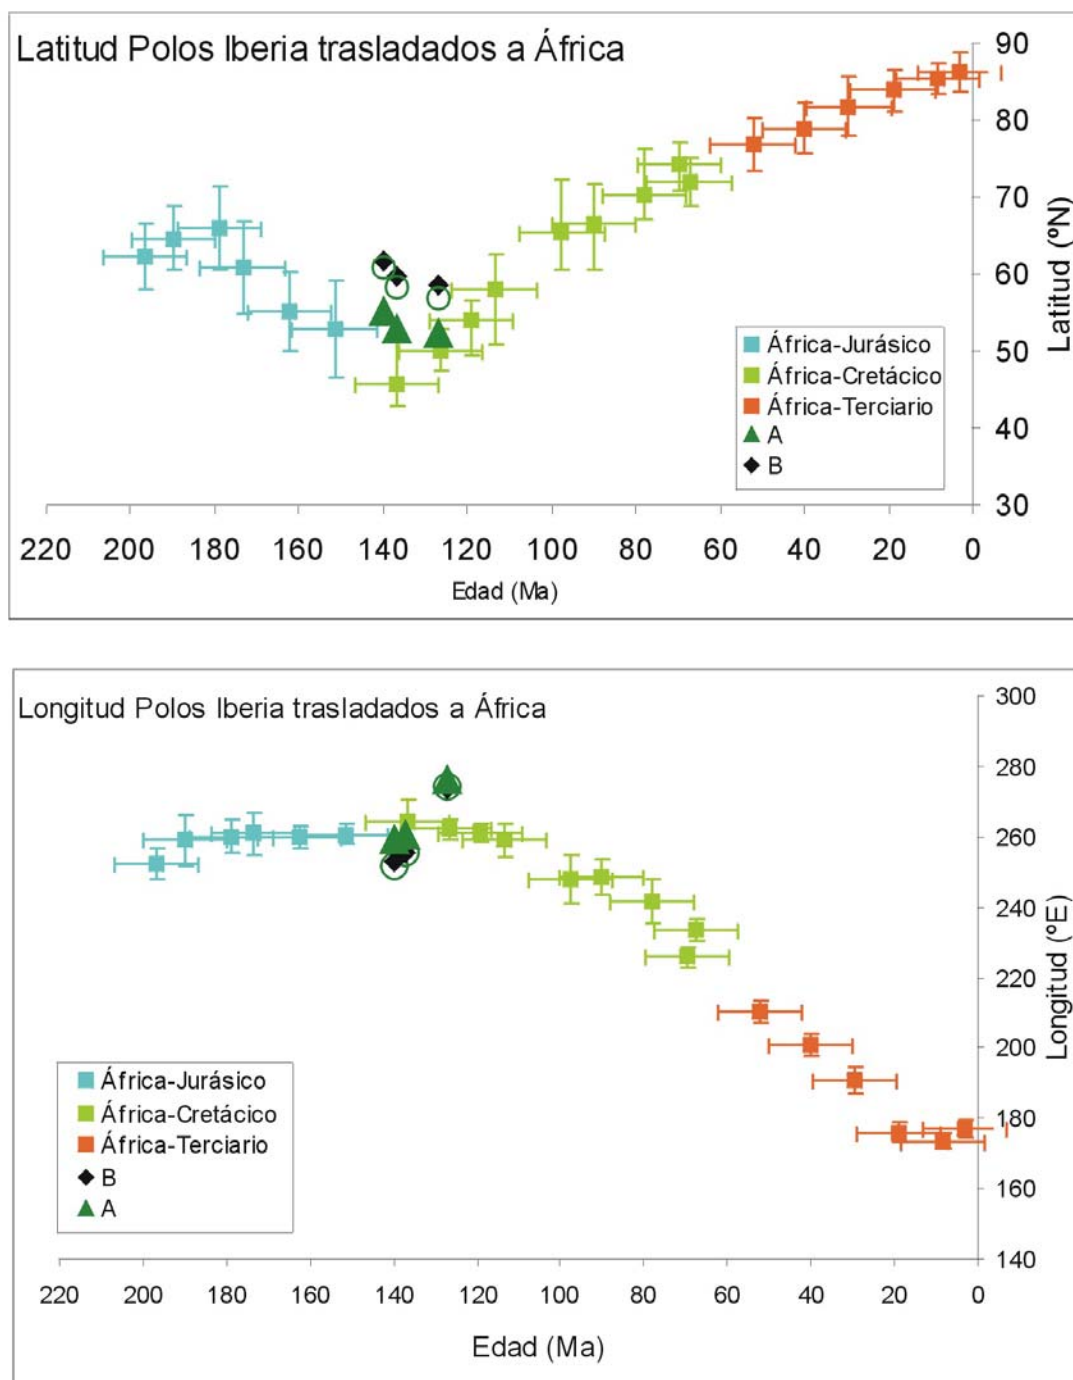 Latitud Polos Iberia trasladados a África
90
80
70
60
50
40
30
Latitud (ºN)
África-Jurásico
África-Cretácico
África-Terciario
A
B
220 200 180 160 140 120 100 80 60 40 20 0
Edad (Ma)
Longitud Polos Iberia trasladados a África
300
280
260
240
220
200
180
160
140
Longitud (ºE)
África-Jurásico
África-Cretácico
África-Terciario
B
A
220 200 180 160 140 120 100 80 60 40 20 0
Edad (Ma)